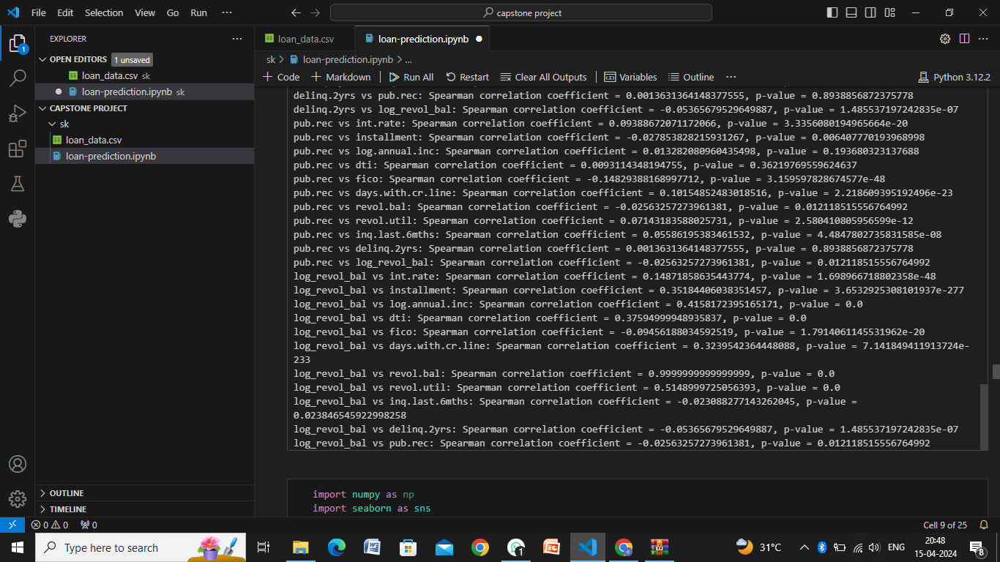 File Edit Selection View Go Run ···
capstone project
EXPLORER
OPEN EDITORS 1 unsaved
loan_data.csv sk
loan-prediction.ipynb sk
CAPSTONE PROJECT
sk
loan_data.csv
loan-prediction.ipynb
OUTLINE
TIMELINE
1
loan_data.csv
loan-prediction.ipynb
sk > loan-prediction.ipynb > ...
+ Code + Markdown Run All Restart Clear All Outputs Variables Outline ··· Python 3.12.2
delinq.2yrs vs pub.rec: Spearman correlation coefficient = 0.0013631364148377555, p-value = 0.8938856872375778
delinq.2yrs vs log_revol_bal: Spearman correlation coefficient = -0.05365679529649887, p-value = 1.485537197242835e-07
pub.rec vs int.rate: Spearman correlation coefficient = 0.09388672071172066, p-value = 3.3356080194965664e-20
pub.rec vs installment: Spearman correlation coefficient = -0.027853828215931267, p-value = 0.006407770193968998
pub.rec vs log.annual.inc: Spearman correlation coefficient = 0.013282080960435498, p-value = 0.193680323137688
pub.rec vs dti: Spearman correlation coefficient = 0.0093114348194755, p-value = 0.36219769559624637
pub.rec vs fico: Spearman correlation coefficient = -0.14829388168997712, p-value = 3.159597828674577e-48
pub.rec vs days.with.cr.line: Spearman correlation coefficient = 0.10154852483018516, p-value = 2.218609395192496e-23
pub.rec vs revol.bal: Spearman correlation coefficient = -0.02563257273961381, p-value = 0.012118515556764992
pub.rec vs revol.util: Spearman correlation coefficient = 0.07143183588025731, p-value = 2.580410805956599e-12
pub.rec vs inq.last.6mths: Spearman correlation coefficient = 0.05586195383461532, p-value = 4.4847802735831585e-08
pub.rec vs delinq.2yrs: Spearman correlation coefficient = 0.0013631364148377555, p-value = 0.8938856872375778
pub.rec vs log_revol_bal: Spearman correlation coefficient = -0.02563257273961381, p-value = 0.012118515556764992
log_revol_bal vs int.rate: Spearman correlation coefficient = 0.14871858635443774, p-value = 1.698966718802358e-48
log_revol_bal vs installment: Spearman correlation coefficient = 0.35184406038351457, p-value = 3.6532925308101937e-277
log_revol_bal vs log.annual.inc: Spearman correlation coefficient = 0.4158172395165171, p-value = 0.0
log_revol_bal vs dti: Spearman correlation coefficient = 0.37594999948935837, p-value = 0.0
log_revol_bal vs fico: Spearman correlation coefficient = -0.09456188034592519, p-value = 1.7914061145531962e-20
log_revol_bal vs days.with.cr.line: Spearman correlation coefficient = 0.3239542364448088, p-value = 7.141849411913724e-
233
log_revol_bal vs revol.bal: Spearman correlation coefficient = 0.9999999999999999, p-value = 0.0
log_revol_bal vs revol.util: Spearman correlation coefficient = 0.5148999725056393, p-value = 0.0
log_revol_bal vs inq.last.6mths: Spearman correlation coefficient = -0.023088277143262045, p-value =
0.023846545922998258
log_revol_bal vs delinq.2yrs: Spearman correlation coefficient = -0.05365679529649887, p-value = 1.485537197242835e-07
log_revol_bal vs pub.rec: Spearman correlation coefficient = -0.02563257273961381, p-value = 0.012118515556764992
import numpy as np
import seaborn as sns
0 0 0
Cell 9 of 25
Type here to search
31°C
ENG
20:48
15-04-2024
8